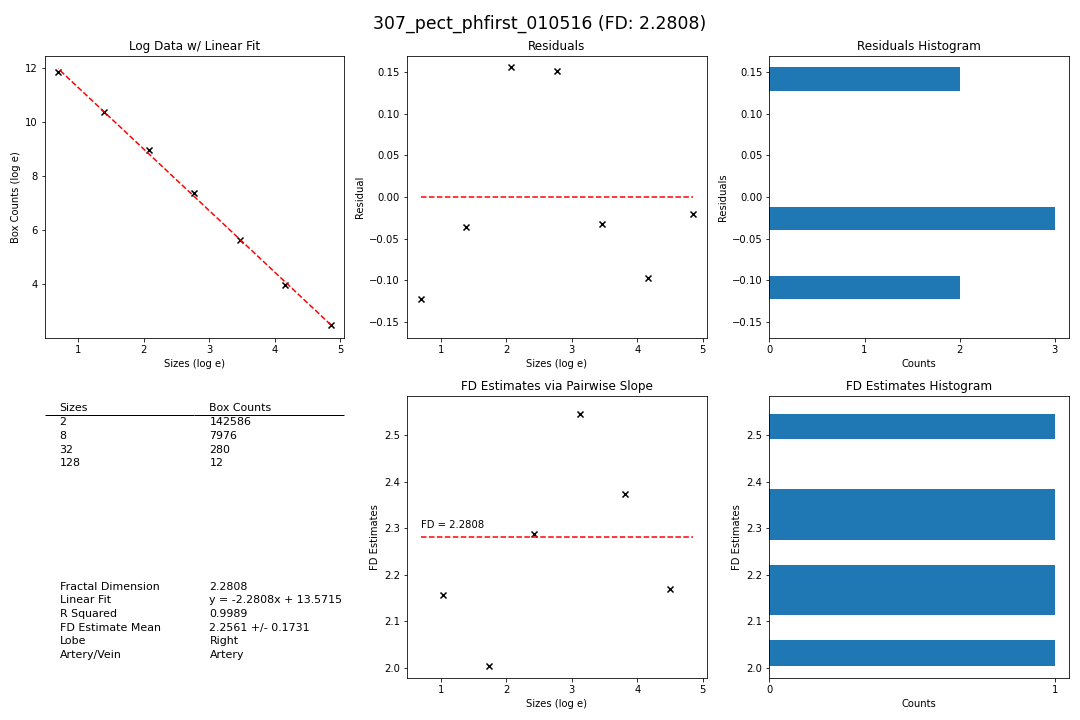 307_pect_phfirst_010516 (FD: 2.2808)
Log Data w/ Linear Fit
12
10
8
6
4
Box Counts (log e)
1 2 3 4 5
Sizes (log e)
Residuals
0.15
0.10
0.05
0.00
−0.05
−0.10
−0.15
Residual
1 2 3 4 5
Sizes (log e)
Residuals Histogram
0.15
0.10
0.05
0.00
−0.05
−0.10
−0.15
Residuals
0 1 2 3
Counts
Sizes Box Counts
2 142586
8 7976
32 280
128 12
Fractal Dimension 2.2808
Linear Fit y = -2.2808x + 13.5715
R Squared 0.9989
FD Estimate Mean 2.2561 +/- 0.1731
Lobe Right
Artery/Vein Artery
FD Estimates via Pairwise Slope
2.5
2.4
2.3
2.2
2.1
2.0
FD Estimates
FD = 2.2808
1 2 3 4 5
Sizes (log e)
FD Estimates Histogram
2.5
2.4
2.3
2.2
2.1
2.0
FD Estimates
0 1
Counts